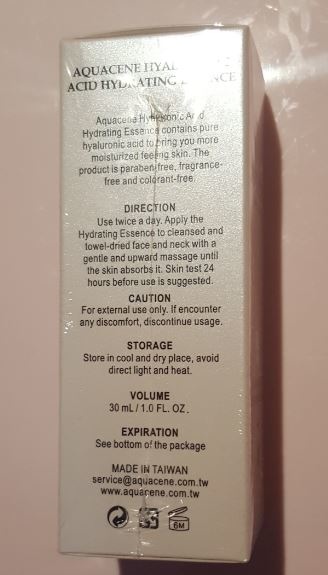 AQUACENE HYAL
ACID HYDRATING ENCE
Aquacene Hyaluronic Acid
Hydrating Essence contains pure
hyaluronic acid to bring you more
moisturized feeling skin. The
product is paraben-free, fragrance-
free and colorant-free.
DIRECTION
Use twice a day. Apply the
Hydrating Essence to cleansed and
towel-dried face and neck with a
gentle and upward massage until
the skin absorbs it. Skin test 24
hours before use is suggested.
CAUTION
For external use only. If encounter
any discomfort, discontinue usage.
STORAGE
Store in cool and dry place, avoid
direct light and heat.
VOLUME
30 mL / 1.0 FL. OZ.
EXPIRATION
See bottom of the package
MADE IN TAIWAN
service@aquacene.com.tw
www.aquacene.com.tw
6M